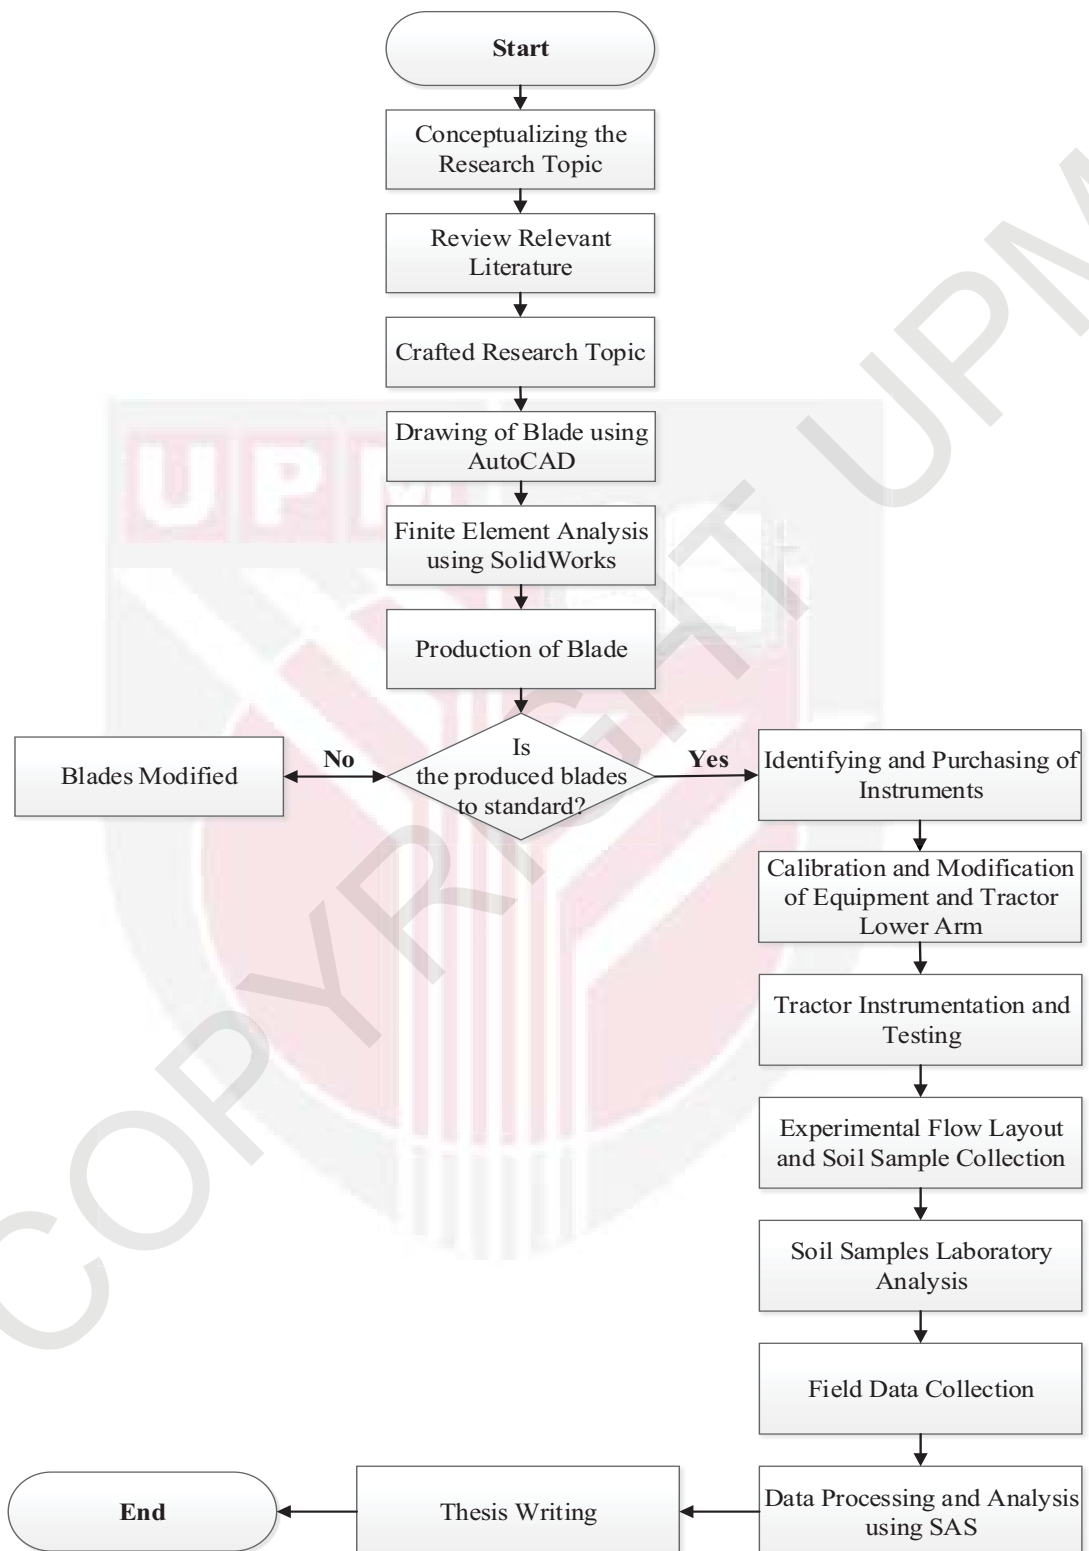 Start
Conceptualizing the
Research Topic
Review Relevant
Literature
Crafted Research Topic
Drawing of Blade using
AutoCAD
Finite Element Analysis
using SolidWorks
Production of Blade
Is
the produced blades
to standard?
No
Blades Modified
Yes
Identifying and Purchasing of
Instruments
Calibration and Modification
of Equipment and Tractor
Lower Arm
Tractor Instrumentation and
Testing
Experimental Flow Layout
and Soil Sample Collection
Soil Samples Laboratory
Analysis
Field Data Collection
Data Processing and Analysis
using SAS
Thesis Writing
End
UPM
COPYRIGHT UPM